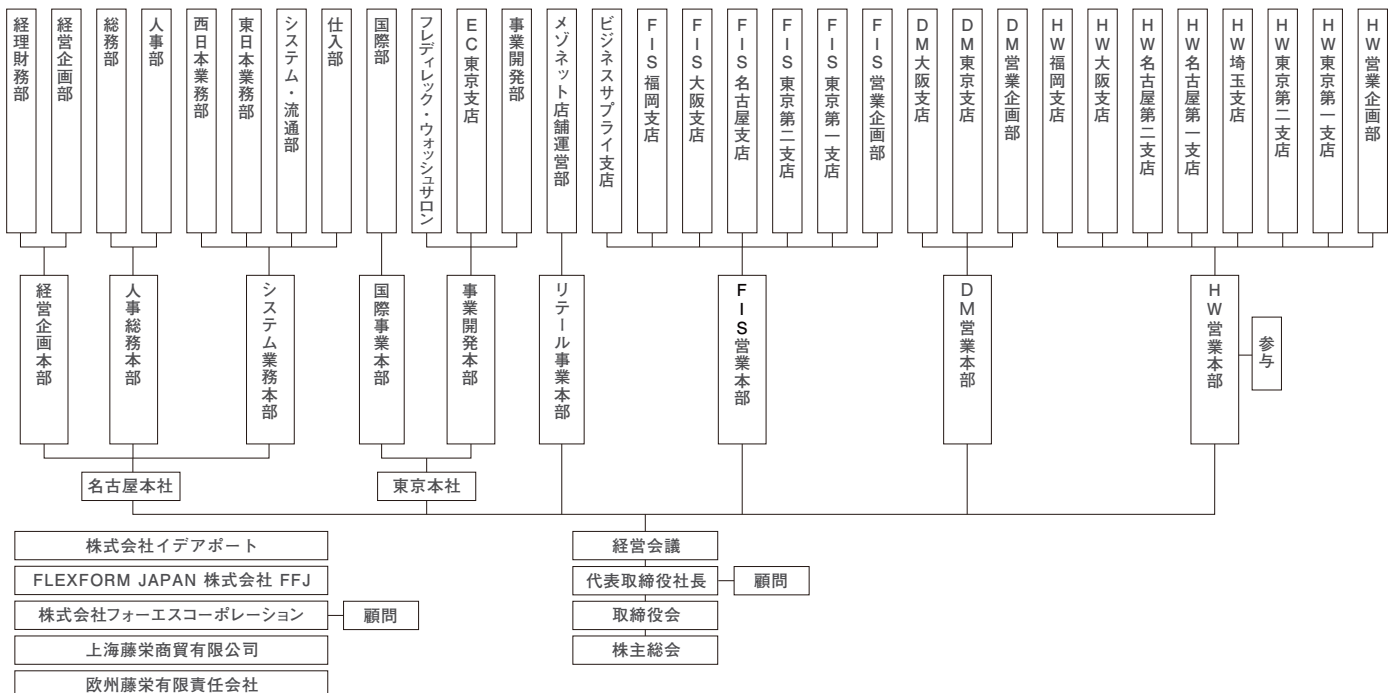 経理財務部
経営企画部
総務部
人事部
西日本業務部
東日本業務部
システム・流通部
仕入部
国際部
フレディレック・ウォッシュサロン
EC東京支店
事業開発部
メゾネット店舗運営部
ビジネスサプライ支店
FIS福岡支店
FIS大阪支店
FIS名古屋支店
FIS東京第二支店
FIS東京第一支店
FIS営業企画部
DM大阪支店
DM東京支店
DM営業企画部
HW福岡支店
HW大阪支店
HW名古屋第二支店
HW名古屋第一支店
HW埼玉支店
HW東京第二支店
HW東京第一支店
HW営業企画部
経営企画本部
人事総務本部
システム業務本部
国際事業本部
事業開発本部
リテール事業本部
FIS営業本部
DM営業本部
HW営業本部
参与
名古屋本社
東京本社
株式会社イデアポート
FLEXFORM JAPAN 株式会社 FFJ
株式会社フォーエスコーポレーション
顧問
上海藤栄商貿有限公司
欧州藤栄有限責任会社
経営会議
代表取締役社長
顧問
取締役会
株主総会